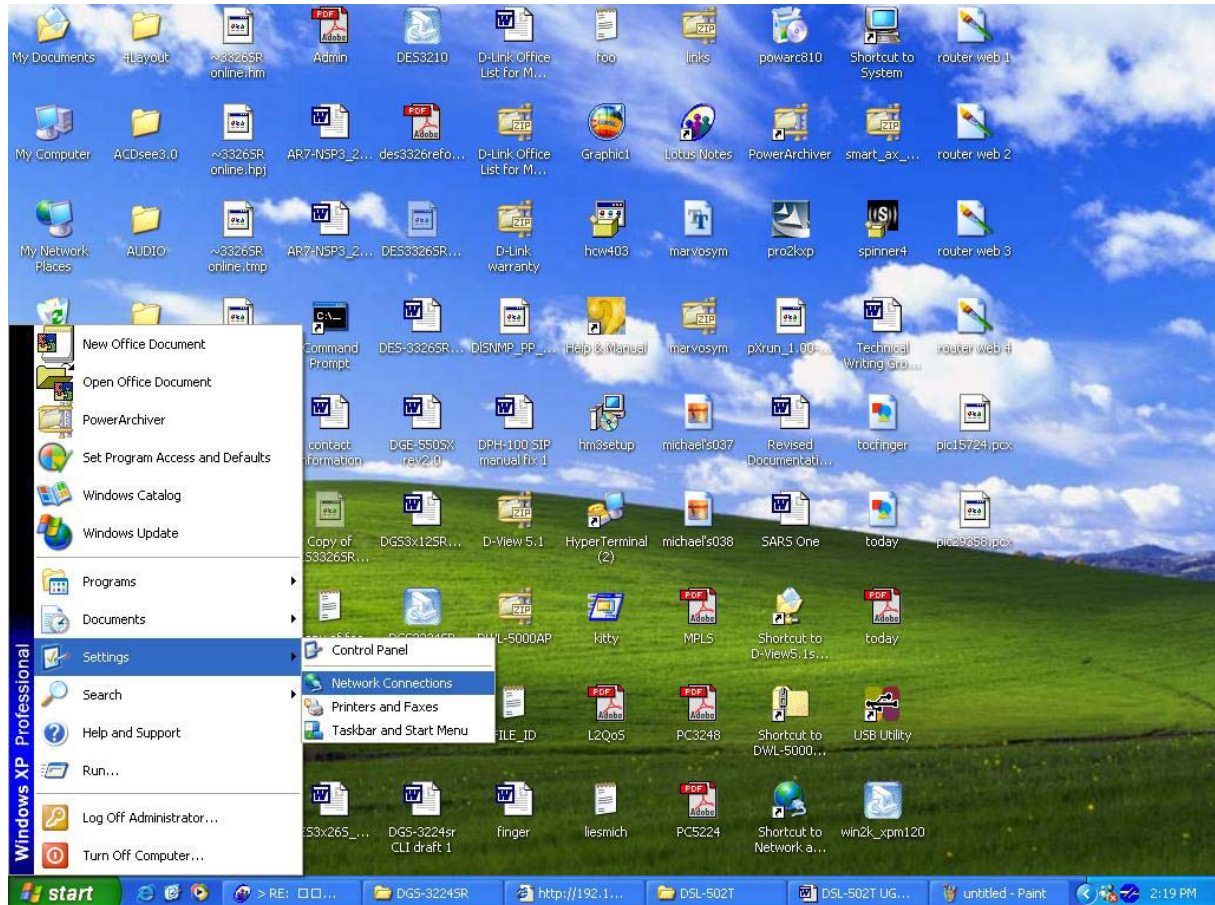 My Documents
4Layout
~3326SR
online.hm
Admin
DES3210
D-Link Office
List for M...
foo
links
powarc810
Shortcut to
System
router web 1
My Computer
ACDsee3.0
~3326SR
online.hpj
AR7-NSP3_2...
des3326refo...
D-Link Office
List for M...
Graphic1
Lotus Notes
PowerArchiver
smart_ax_...
router web 2
My Network
Places
AUDIO
~3326SR
online.tmp
AR7-NSP3_2...
DES3326SR...
D-Link
warranty
hcw403
marvosym
pro2kxp
spinner4
router web 3
Command
Prompt
DES-3326SR...
DISNMP_PP_...
Help & Manual
marvosym
pXrun_1.00-...
Technical
Writing Gro...
router web 4
contact
information
DGE-550SX
rev2.0
DPH-100 SIP
manual fix 1
hm3setup
michael's037
Revised
Documentati...
tocfinger
pic15724.pcx
Copy of
S3326SR...
DGS3x12SR...
D-View 5.1
HyperTerminal
(2)
michael's038
SARS One
today
pic29358.pcx
WL-5000AP
kitty
MPLS
Shortcut to
D-View5.1s...
today
ILE_ID
L2QoS
PC3248
Shortcut to
DWL-5000...
USB Utility
S3x26S_...
DGS-3224sr
CLI draft 1
finger
liesmich
PC5224
Shortcut to
Network a...
win2k_xpm120
New Office Document
Open Office Document
PowerArchiver
Set Program Access and Defaults
Windows Catalog
Windows Update
Programs
Documents
Settings
Search
Help and Support
Run...
Log Off Administrator...
Turn Off Computer...
Windows XP Professional
Control Panel
Network Connections
Printers and Faxes
Taskbar and Start Menu
start
> RE: □□...
DGS-3224SR
http://192.1...
DSL-502T
DSL-502T UG...
untitled - Paint
2:19 PM